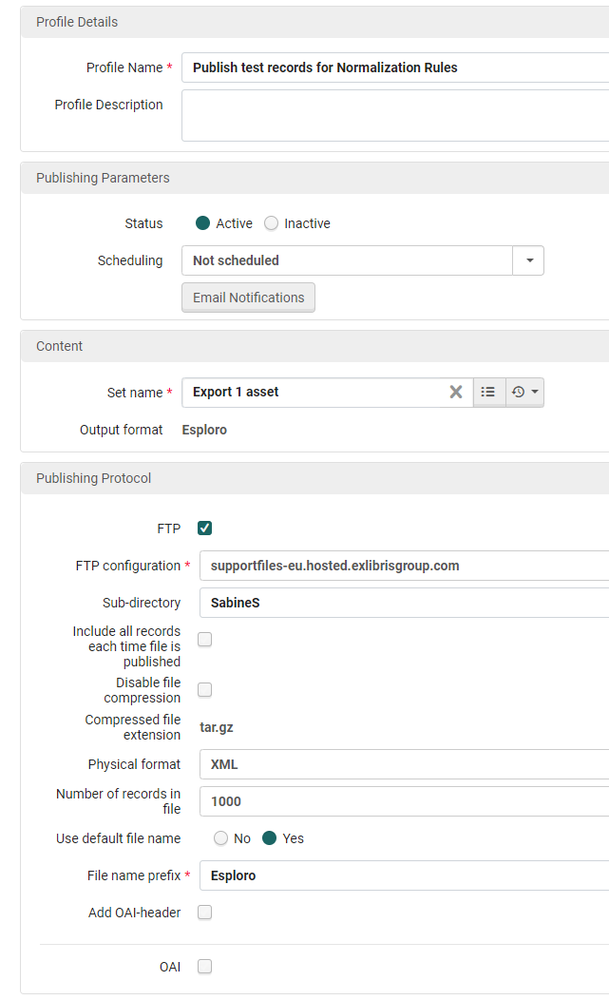 Profile Details
Profile Name * Publish test records for Normalization Rules
Profile Description
Publishing Parameters
Status Active Inactive
Scheduling Not scheduled
Email Notifications
Content
Set name * Export 1 asset
Output format Esploro
Publishing Protocol
FTP
FTP configuration * supportfiles-eu.hosted.exlibrisgroup.com
Sub-directory SabineS
Include all records
each time file is
published
Disable file
compression
Compressed file
extension
tar.gz
Physical format XML
Number of records in
file
1000
Use default file name No Yes
File name prefix * Esploro
Add OAI-header
OAI